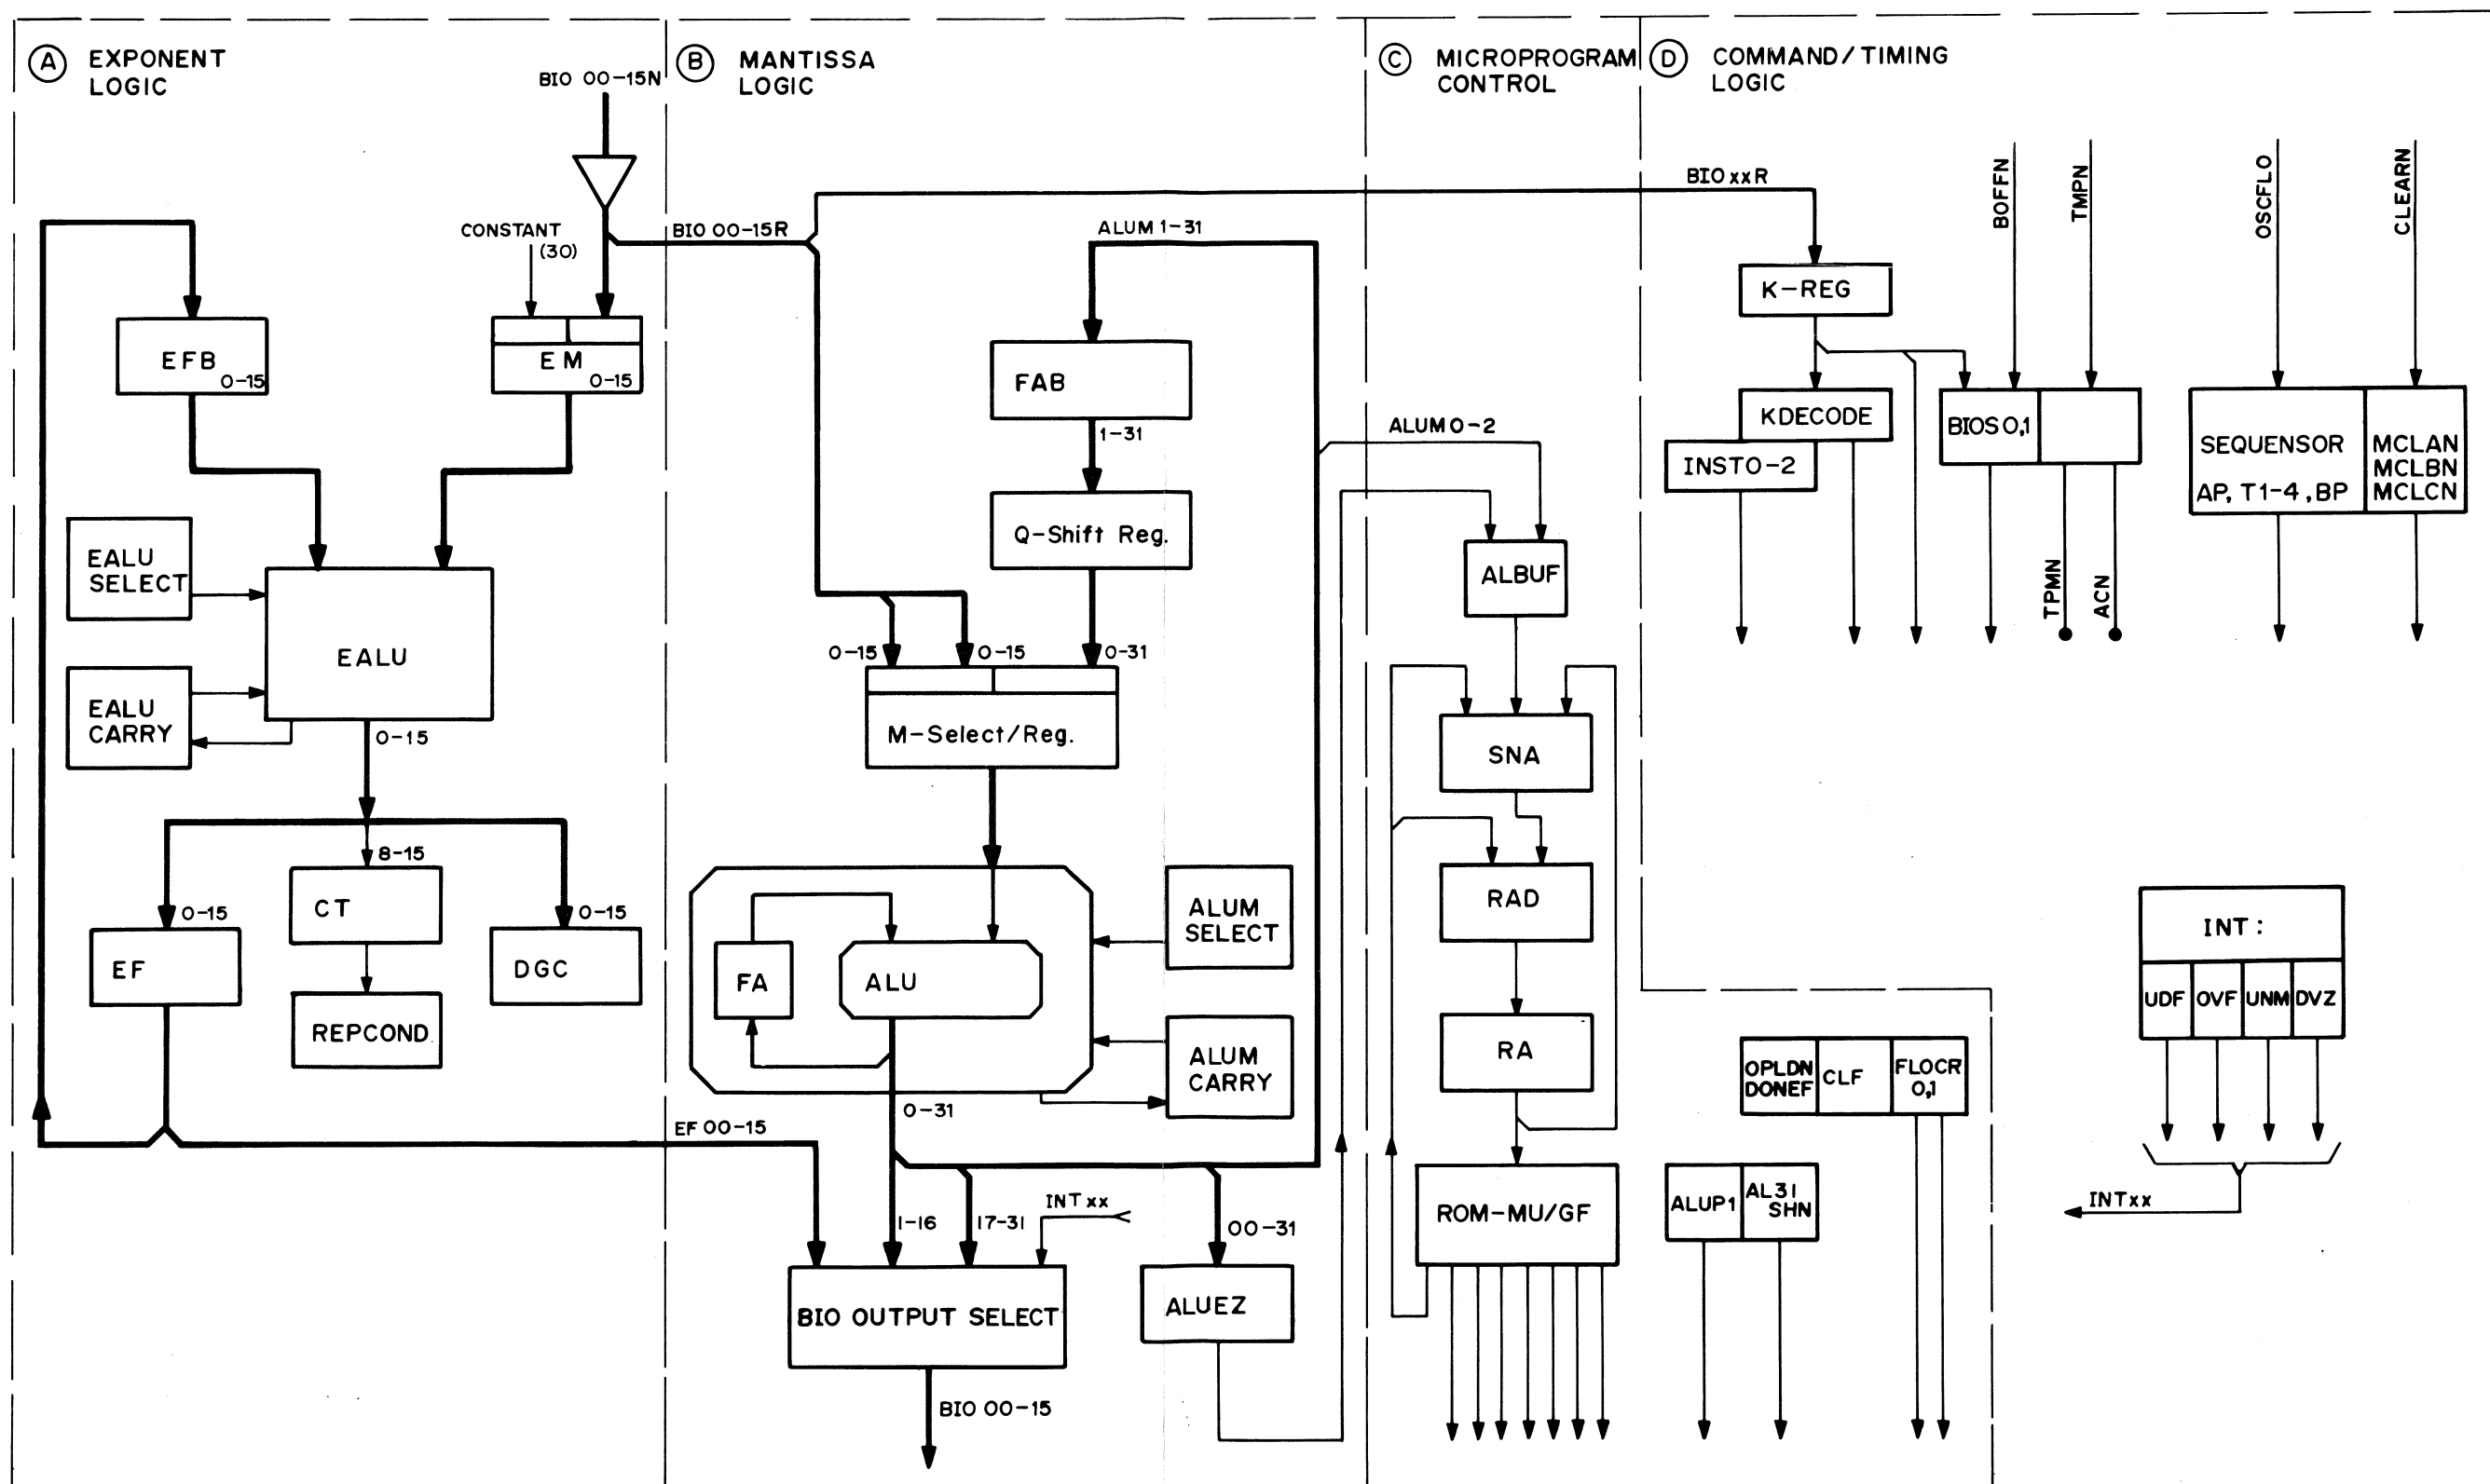 A EXPONENT
LOGIC
BIO 00-15N
CONSTANT
(30)
EFB
0-15
EM
0-15
EALU
SELECT
EALU
EALU
CARRY
0-15
8-15
0-15
CT
0-15
EF
DGC
REPCOND
B MANTISSA
LOGIC
BIO 00-15R
ALUM 1-31
FAB
1-31
Q-Shift Reg.
0-15
0-15
0-31
M-Select/Reg.
FA
ALU
ALUM
SELECT
ALUM
CARRY
0-31
EF 00-15
1-16
17-31
INT xx
00-31
BIO OUTPUT SELECT
ALUEZ
BIO 00-15
C MICROPROGRAM
CONTROL
ALUM 0-2
ALBUF
SNA
RAD
RA
ROM-MU/GF
OPLDN
DONEF
CLF
FLOCR
0,1
ALUP1
AL31
SHN
D COMMAND/TIMING
LOGIC
BIO xxR
BOFFN
TMPN
OSCFLO
CLEARN
K-REG
KDECODE
INSTO-2
BIOS 0,1
SEQUENSOR
AP, T1-4, BP
MCLAN
MCLBN
MCLCN
TPMN
ACN
INT:
UDF
OVF
UNM
DVZ
INTxx